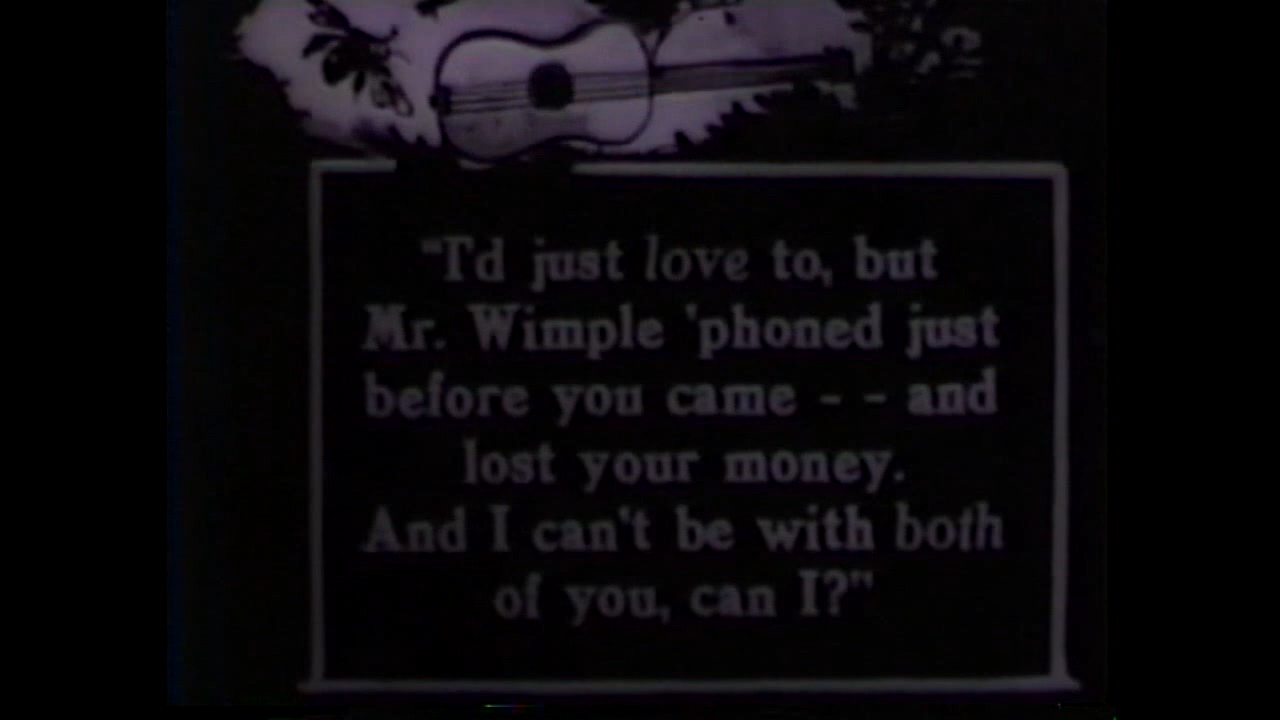 "I'd just love to, but
Mr. Wimple 'phoned just
before you came - - and
lost your money.
And I can't be with both
of you, can I?"